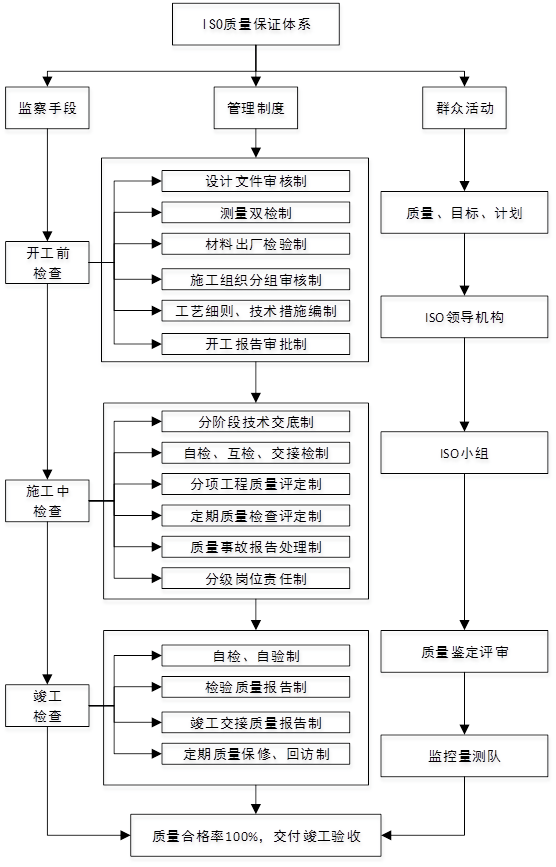 ISO质量保证体系
监察手段
管理制度
群众活动
设计文件审核制
测量双检制
材料出厂检验制
施工组织分组审核制
工艺细则、技术措施编制
开工报告审批制
开工前
检查
质量、目标、计划
ISO领导机构
分阶段技术交底制
自检、互检、交接检制
分项工程质量评定制
定期质量检查评定制
质量事故报告处理制
分级岗位责任制
施工中
检查
ISO小组
自检、自验制
检验质量报告制
竣工交接质量报告制
定期质量保修、回访制
竣工
检查
质量鉴定评审
监控量测队
质量合格率100%，交付竣工验收